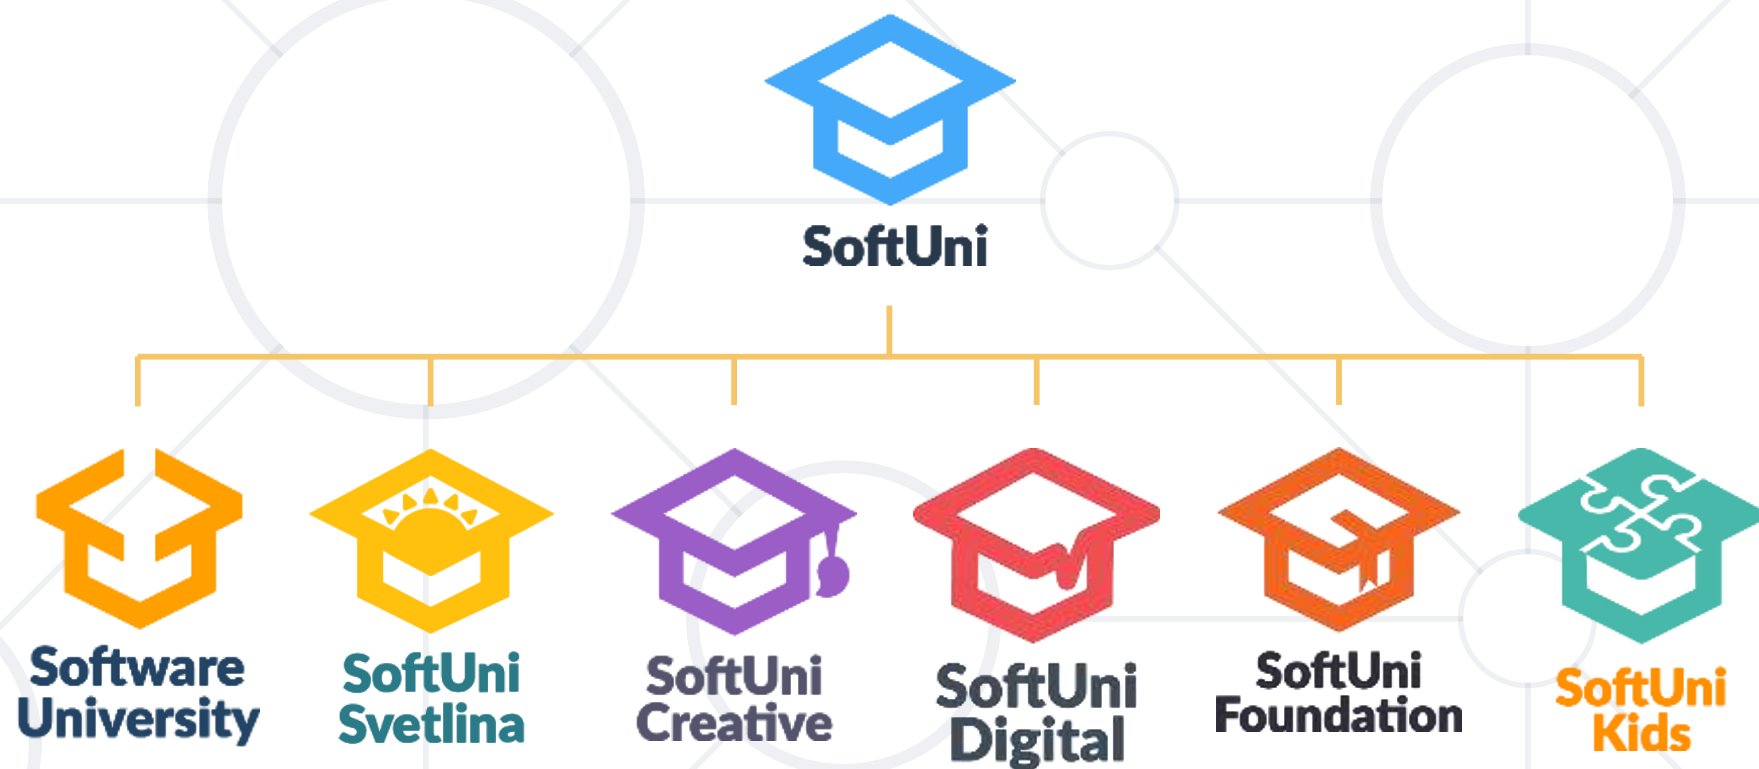 SoftUni
Software
University
SoftUni
Svetlina
SoftUni
Creative
SoftUni
Digital
SoftUni
Foundation
SoftUni
Kids